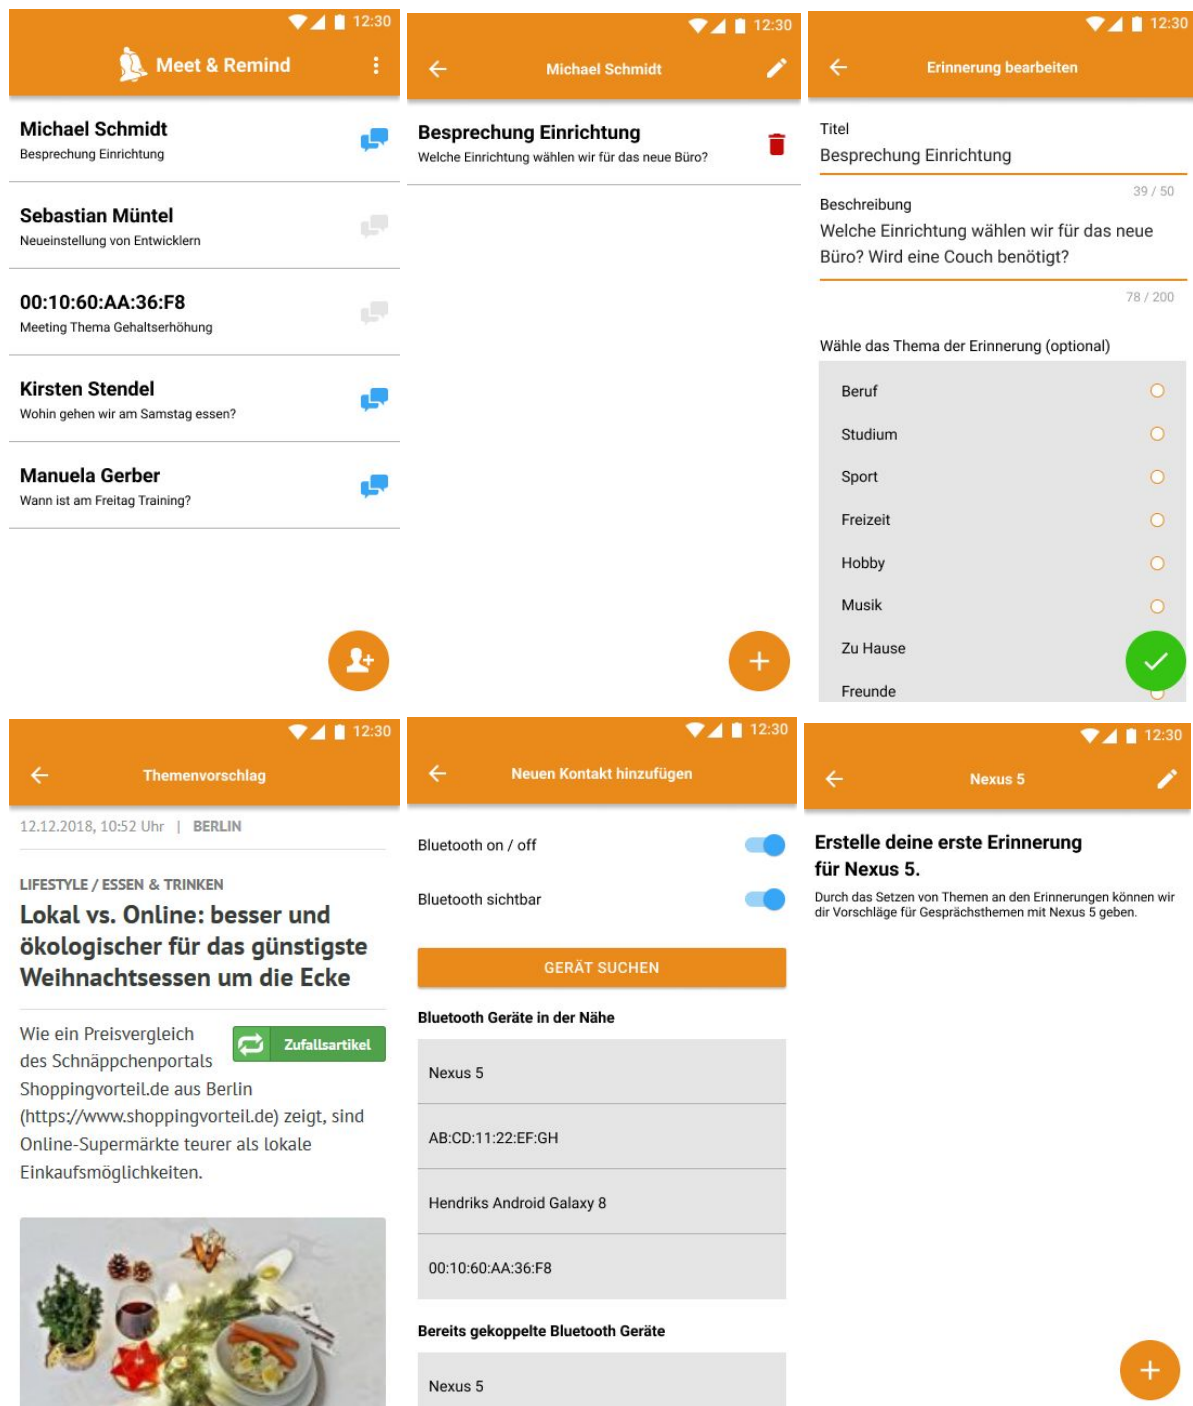 12:30
Meet & Remind
Michael Schmidt
Besprechung Einrichtung
Sebastian Müntel
Neueinstellung von Entwicklern
00:10:60:AA:36:F8
Meeting Thema Gehaltserhöhung
Kirsten Stendel
Wohin gehen wir am Samstag essen?
Manuela Gerber
Wann ist am Freitag Training?
12:30
Michael Schmidt
Besprechung Einrichtung
Welche Einrichtung wählen wir für das neue Büro?
12:30
Erinnerung bearbeiten
Titel
Besprechung Einrichtung
39 / 50
Beschreibung
Welche Einrichtung wählen wir für das neue
Büro? Wird eine Couch benötigt?
78 / 200
Wähle das Thema der Erinnerung (optional)
Beruf
Studium
Sport
Freizeit
Hobby
Musik
Zu Hause
Freunde
12:30
Themenvorschlag
12.12.2018, 10:52 Uhr | BERLIN
LIFESTYLE / ESSEN & TRINKEN
Lokal vs. Online: besser und
ökologischer für das günstigste
Weihnachtsessen um die Ecke
Wie ein Preisvergleich
Zufallsartikel
des Schnäppchenportals
Shoppingvorteil.de aus Berlin
(https://www.shoppingvorteil.de) zeigt, sind
Online-Supermärkte teurer als lokale
Einkaufsmöglichkeiten.
12:30
Neuen Kontakt hinzufügen
Bluetooth on / off
Bluetooth sichtbar
GERÄT SUCHEN
Bluetooth Geräte in der Nähe
Nexus 5
AB:CD:11:22:EF:GH
Hendriks Android Galaxy 8
00:10:60:AA:36:F8
Bereits gekoppelte Bluetooth Geräte
Nexus 5
12:30
Nexus 5
Erstelle deine erste Erinnerung
für Nexus 5.
Durch das Setzen von Themen an den Erinnerungen können wir
dir Vorschläge für Gesprächsthemen mit Nexus 5 geben.